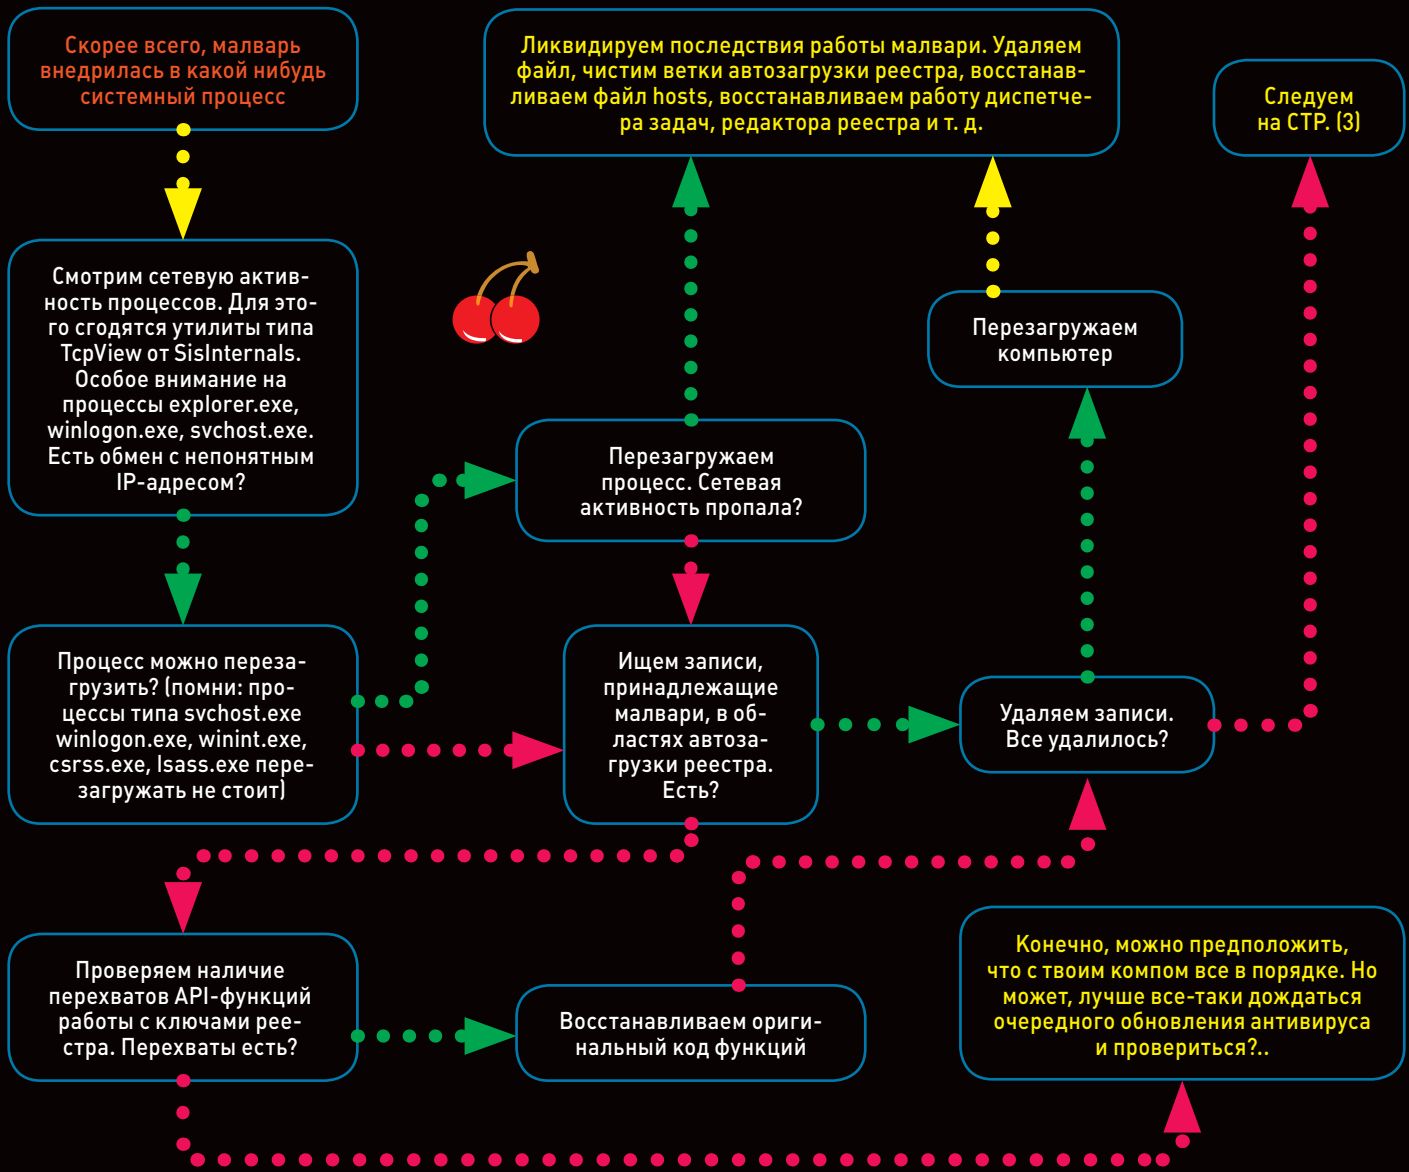 Скорее всего, малварь
внедрилась в какой нибудь
системный процесс
Ликвидируем последствия работы малвари. Удаляем
файл, чистим ветки автозагрузки реестра, восстанав-
ливаем файл hosts, восстанавливаем работу диспетче-
ра задач, редактора реестра и т. д.
Следуем
на СТР. (3)
Смотрим сетевую актив-
ность процессов. Для это-
го сгодятся утилиты типа
TcpView от SisInternals.
Особое внимание на
процессы explorer.exe,
winlogon.exe, svchost.exe.
Есть обмен с непонятным
IP-адресом?
Перезагружаем
компьютер
Перезагружаем
процесс. Сетевая
активность пропала?
Процесс можно переза-
грузить? (помни: про-
цессы типа svchost.exe
winlogon.exe, winint.exe,
csrss.exe, lsass.exe пере-
загружать не стоит)
Ищем записи,
принадлежащие
малвари, в об-
ластях автоза-
грузки реестра.
Есть?
Удаляем записи.
Все удалилось?
Проверяем наличие
перехватов API-функций
работы с ключами рее-
стра. Перехваты есть?
Восстанавливаем ориги-
нальный код функций
Конечно, можно предположить,
что с твоим компом все в порядке. Но
может, лучше все-таки дождаться
очередного обновления антивируса
и провериться?..